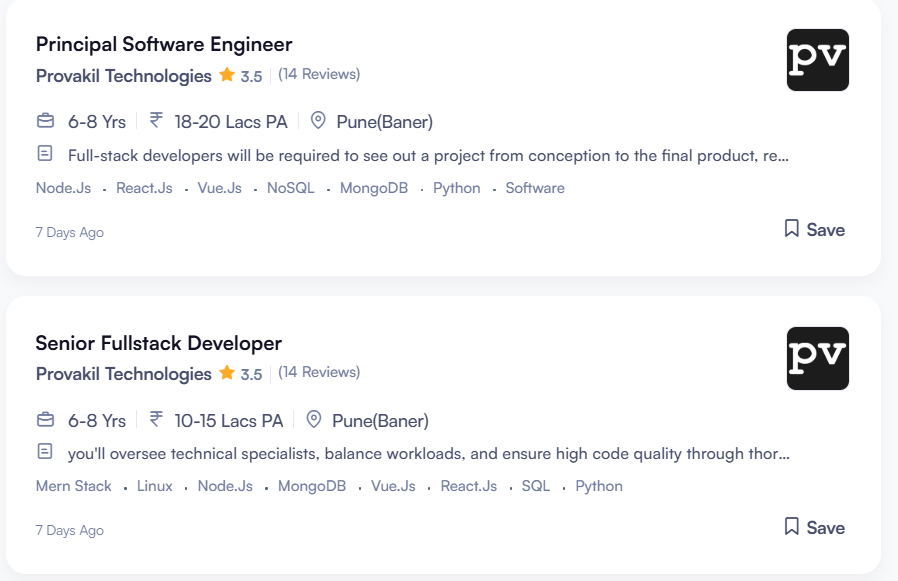 Principal Software Engineer
pv
Provakil Technologies 3.5 (14 Reviews)
6-8 Yrs ₹ 18-20 Lacs PA Pune(Baner)
Full-stack developers will be required to see out a project from conception to the final product, re...
Node.Js · React.Js · Vue.Js · NoSQL · MongoDB · Python · Software
7 Days Ago Save
Senior Fullstack Developer
pv
Provakil Technologies 3.5 (14 Reviews)
6-8 Yrs ₹ 10-15 Lacs PA Pune(Baner)
you'll oversee technical specialists, balance workloads, and ensure high code quality through thor...
Mern Stack · Linux · Node.Js · MongoDB · Vue.Js · React.Js · SQL · Python
7 Days Ago Save